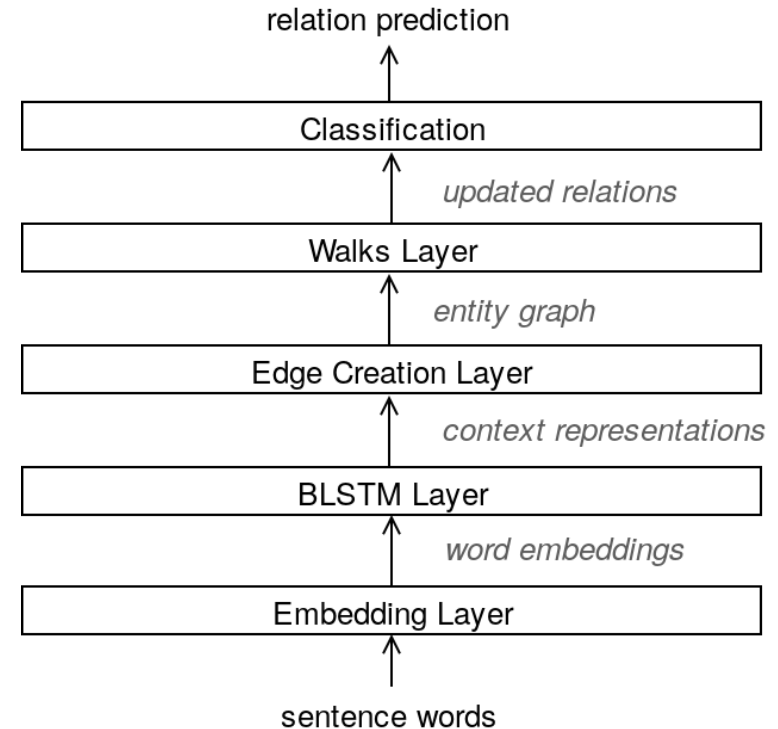 relation prediction
Classification
updated relations
Walks Layer
entity graph
Edge Creation Layer
context representations
BLSTM Layer
word embeddings
Embedding Layer
sentence words